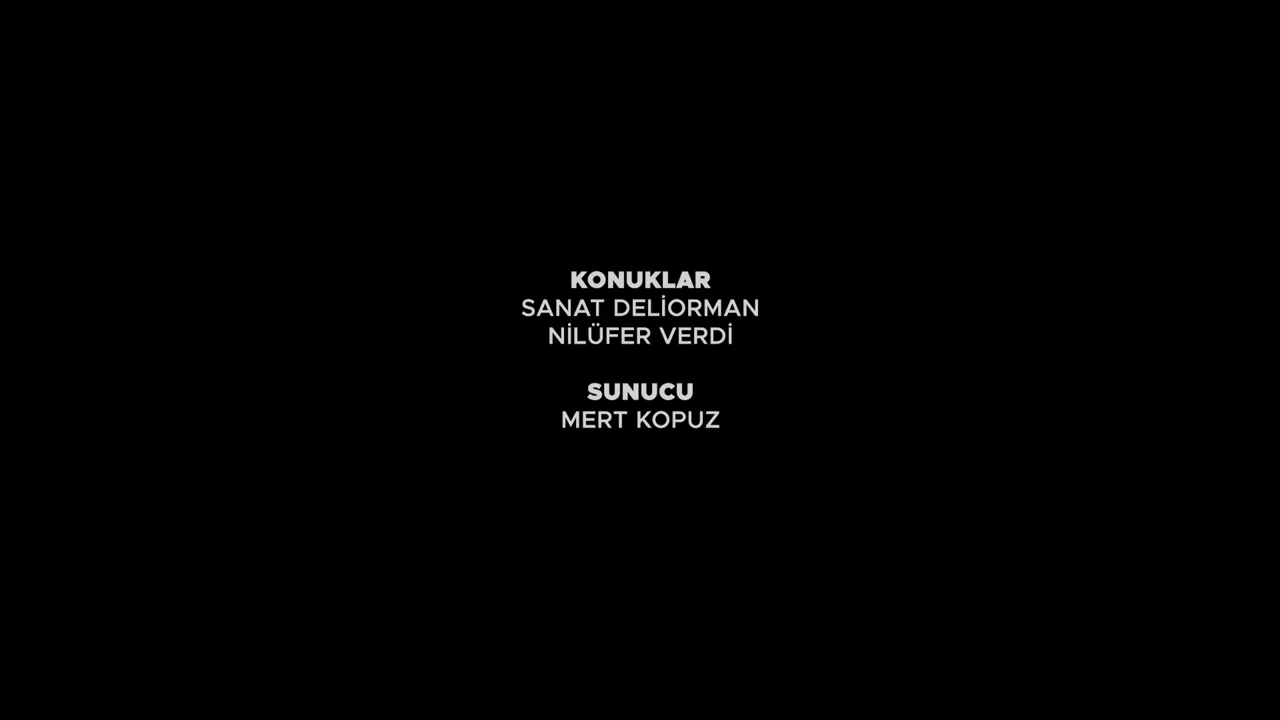 KONUKLAR
SANAT DELİORMAN
NİLÜFER VERDİ
SUNUCU
MERT KOPUZ